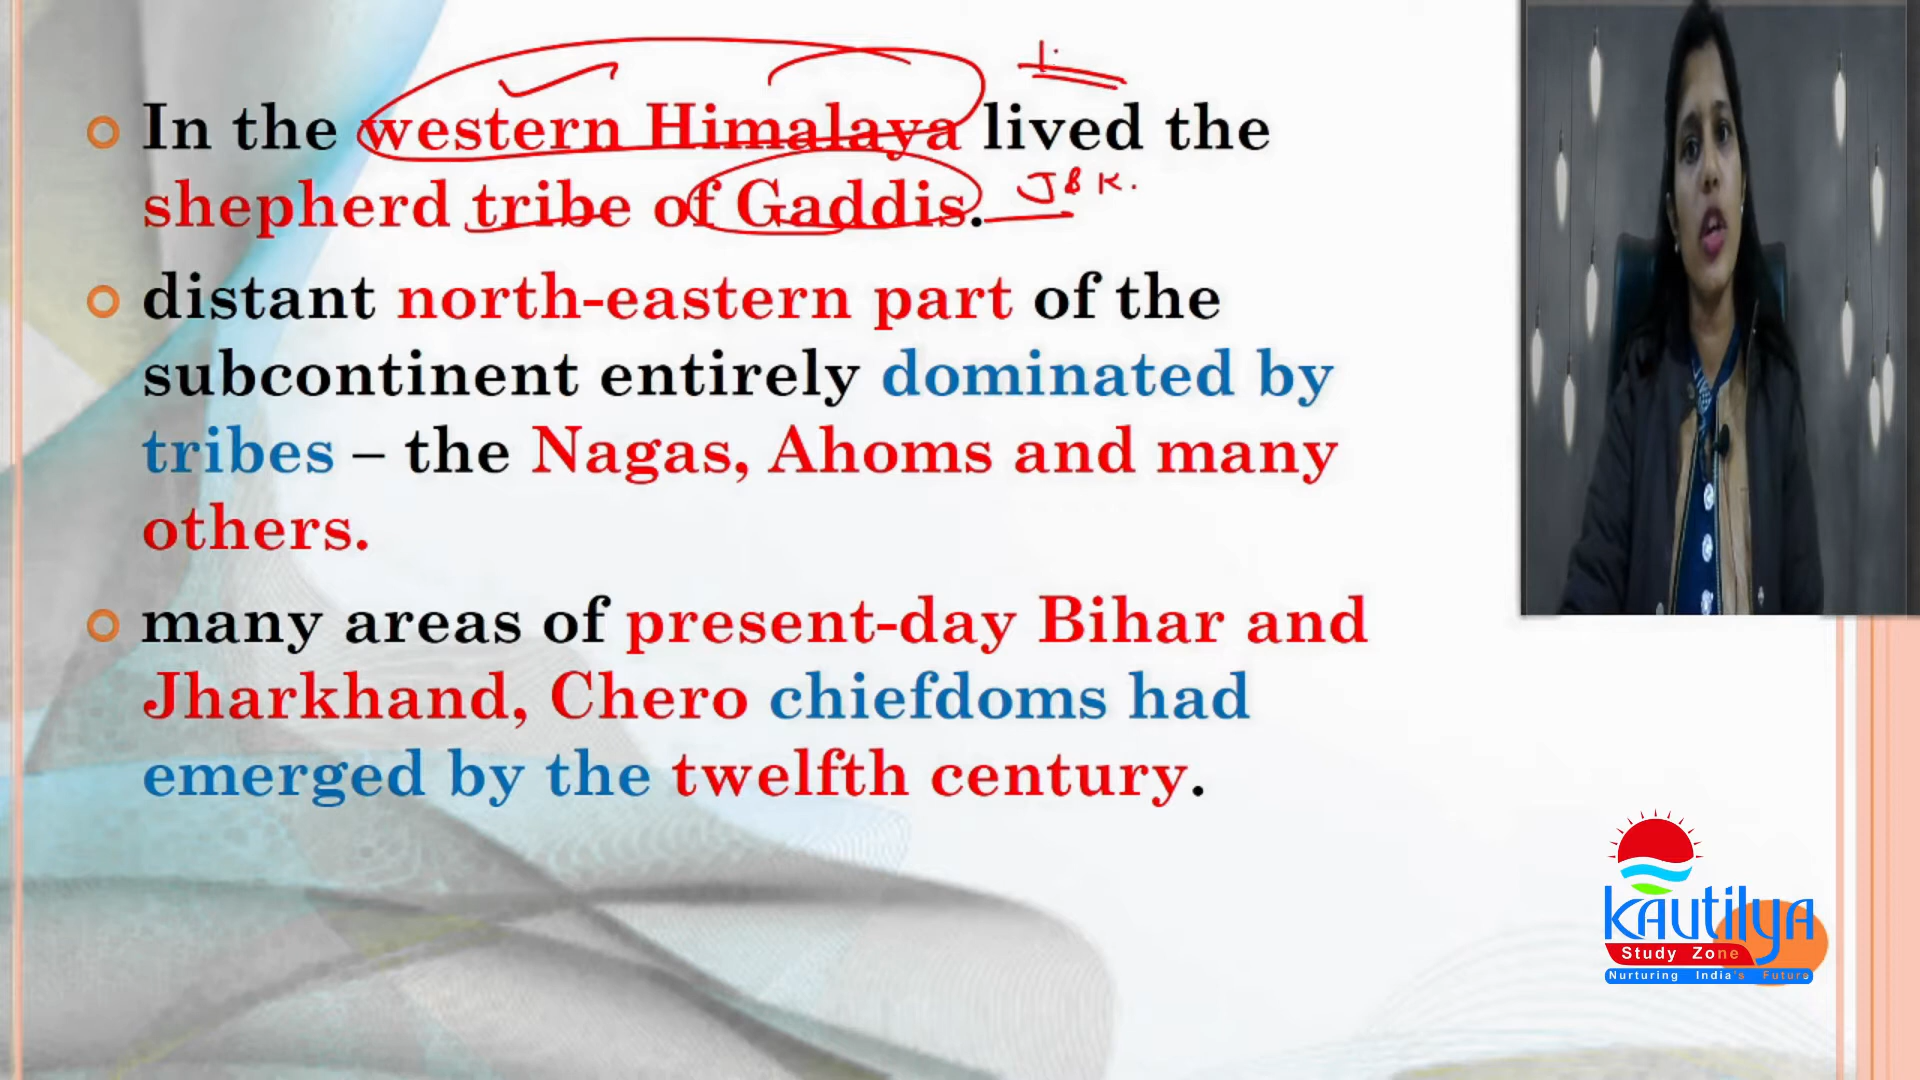 In the western Himalaya lived the
shepherd tribe of Gaddis.
J & K.
distant north-eastern part of the
subcontinent entirely dominated by
tribes – the Nagas, Ahoms and many
others.
many areas of present-day Bihar and
Jharkhand, Chero chiefdoms had
emerged by the twelfth century.
Kautilya
Study Zone
Nurturing India's Future